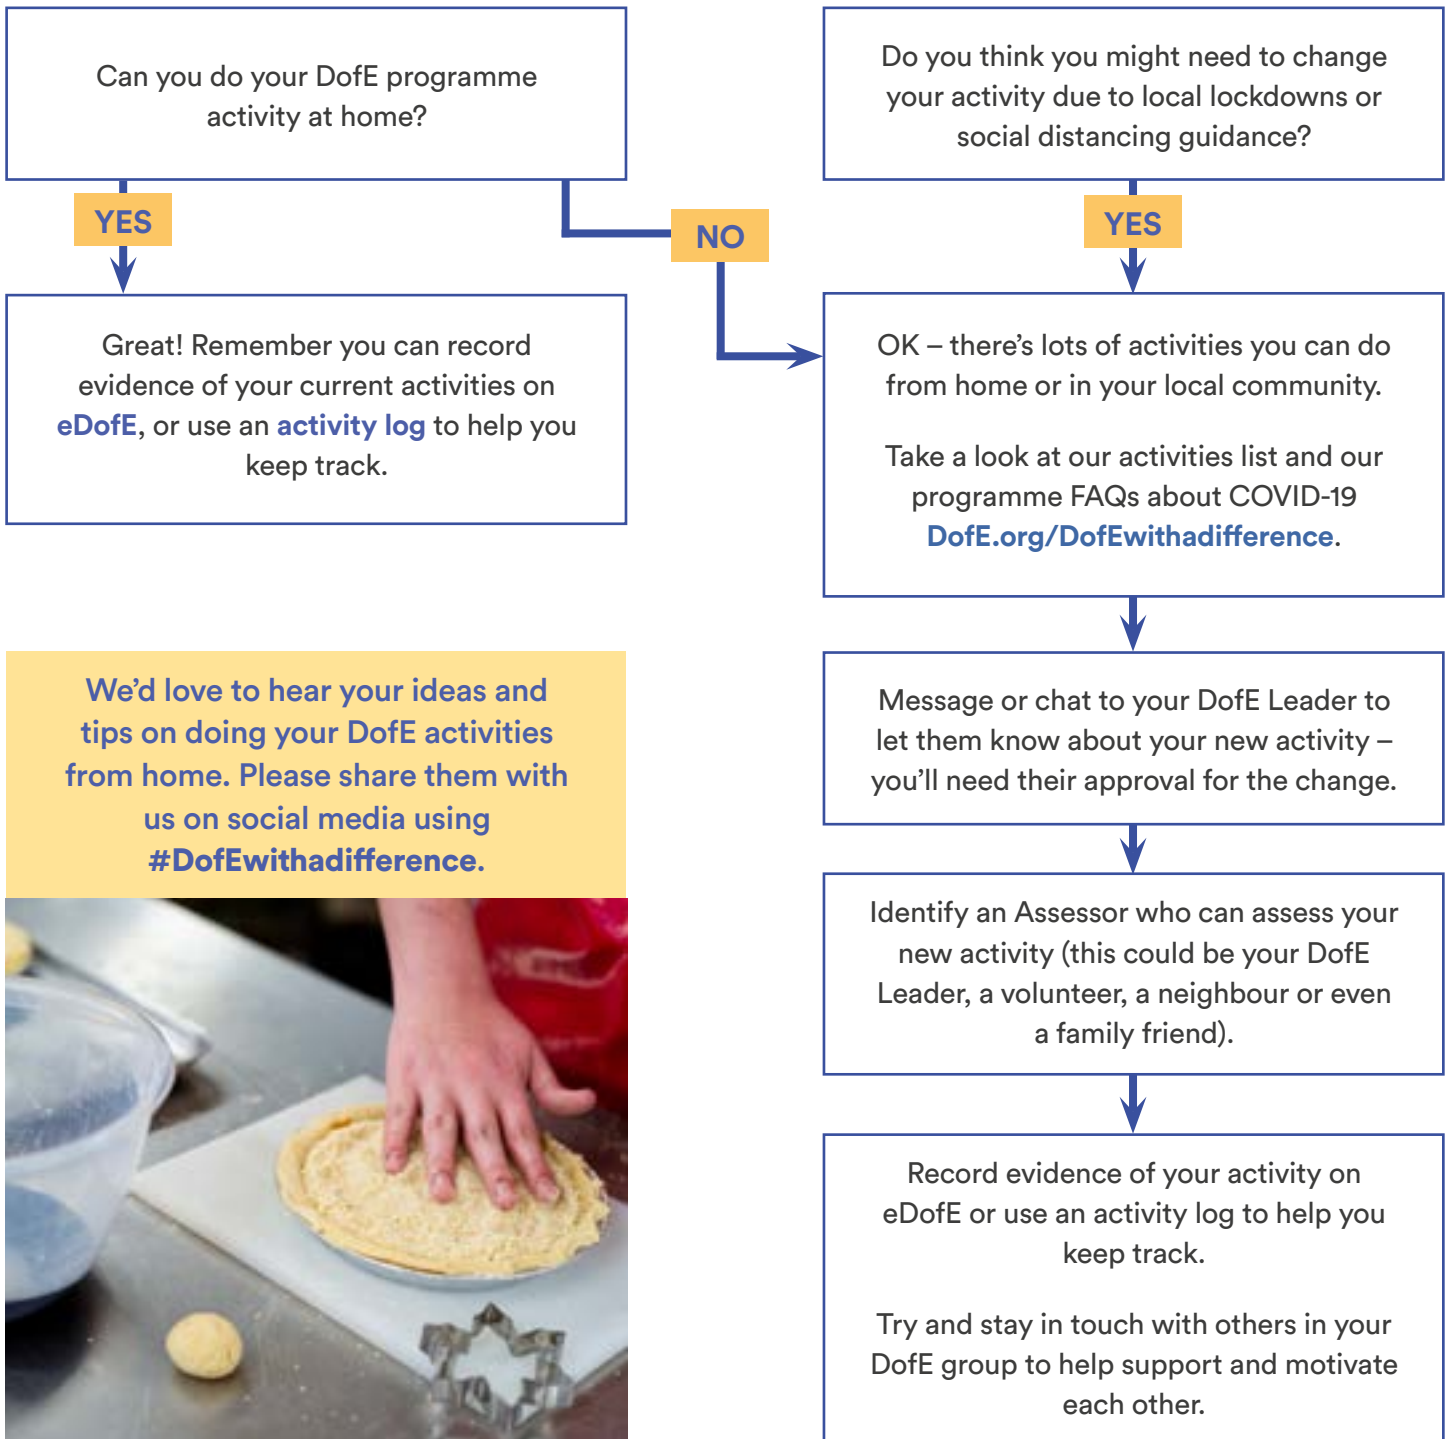 Can you do your DofE programme
activity at home?
YES
NO
Great! Remember you can record
evidence of your current activities on
eDofE, or use an activity log to help you
keep track.
We'd love to hear your ideas and
tips on doing your DofE activities
from home. Please share them with
us on social media using
#DofEwithadifference.
Do you think you might need to change
your activity due to local lockdowns or
social distancing guidance?
YES
OK – there's lots of activities you can do
from home or in your local community.
Take a look at our activities list and our
programme FAQs about COVID-19
DofE.org/DofEwithadifference.
Message or chat to your DofE Leader to
let them know about your new activity –
you'll need their approval for the change.
Identify an Assessor who can assess your
new activity (this could be your DofE
Leader, a volunteer, a neighbour or even
a family friend).
Record evidence of your activity on
eDofE or use an activity log to help you
keep track.
Try and stay in touch with others in your
DofE group to help support and motivate
each other.